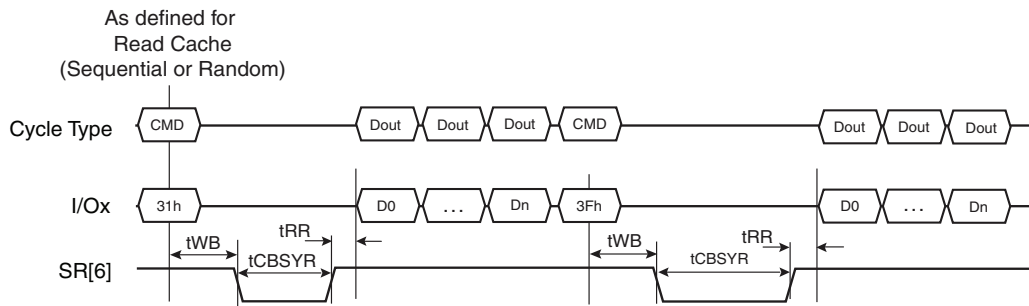 As defined for
Read Cache
(Sequential or Random)
Cycle Type CMD Dout Dout Dout CMD Dout Dout Dout
I/Ox 31h D0 ... Dn 3Fh D0 ... Dn
tWB tRR tWB tRR
tCBSYR tCBSYR
SR[6]